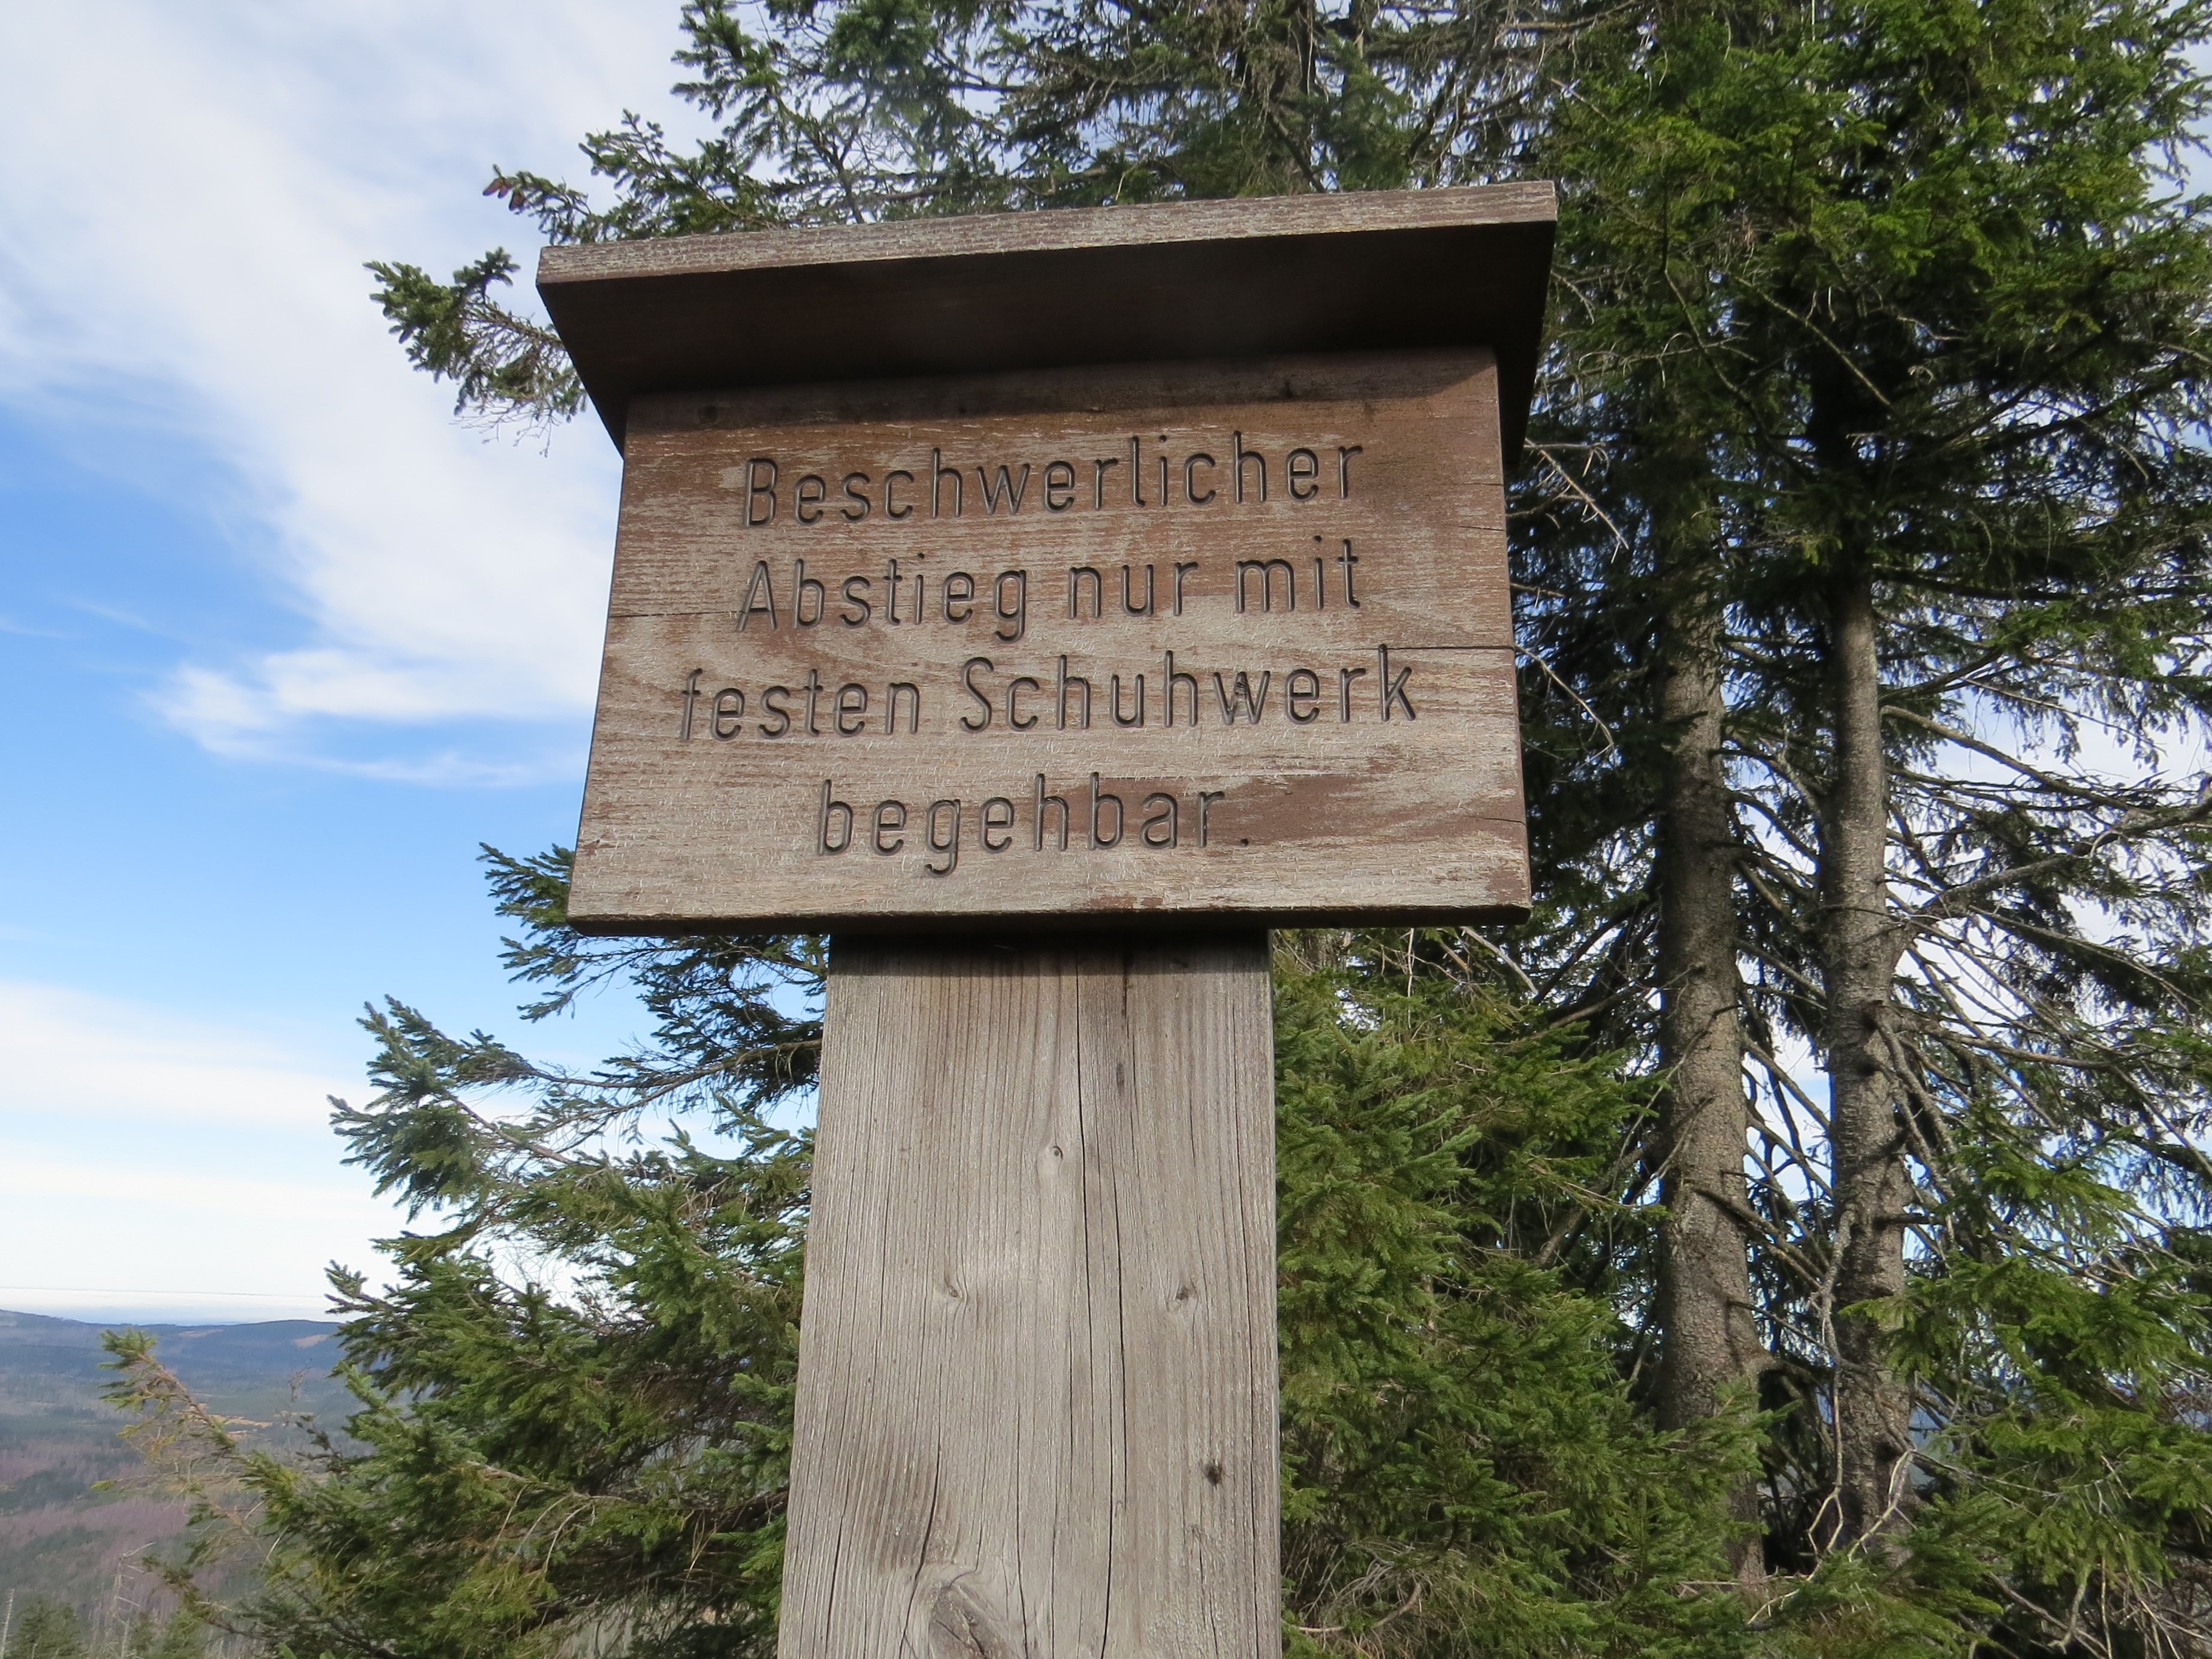 Beschwerlicher
Abstieg nur mit
festen Schuhwerk
begehbar.